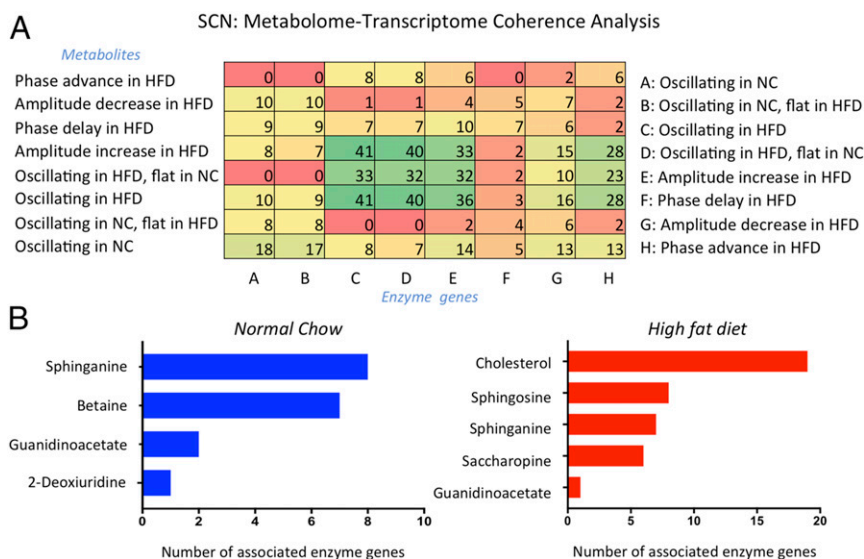 SCN: Metabolome-Transcriptome Coherence Analysis
A
Metabolites
Phase advance in HFD 0 0 8 8 6 0 2 6
Amplitude decrease in HFD 10 10 1 1 4 5 7 2
Phase delay in HFD 9 9 7 7 10 7 6 2
Amplitude increase in HFD 8 7 41 40 33 2 15 28
Oscillating in HFD, flat in NC 0 0 33 32 32 2 10 23
Oscillating in HFD 10 9 41 40 36 3 16 28
Oscillating in NC, flat in HFD 8 8 0 0 2 4 6 2
Oscillating in NC 18 17 8 7 14 5 13 13
A B C D E F G H
Enzyme genes
A: Oscillating in NC
B: Oscillating in NC, flat in HFD
C: Oscillating in HFD
D: Oscillating in HFD, flat in NC
E: Amplitude increase in HFD
F: Phase delay in HFD
G: Amplitude decrease in HFD
H: Phase advance in HFD
B
Normal Chow
Sphinganine
Betaine
Guanidinoacetate
2-Deoxiuridine
0 2 4 6 8 10
Number of associated enzyme genes
High fat diet
Cholesterol
Sphingosine
Sphinganine
Saccharopine
Guanidinoacetate
0 5 10 15 20
Number of associated enzyme genes